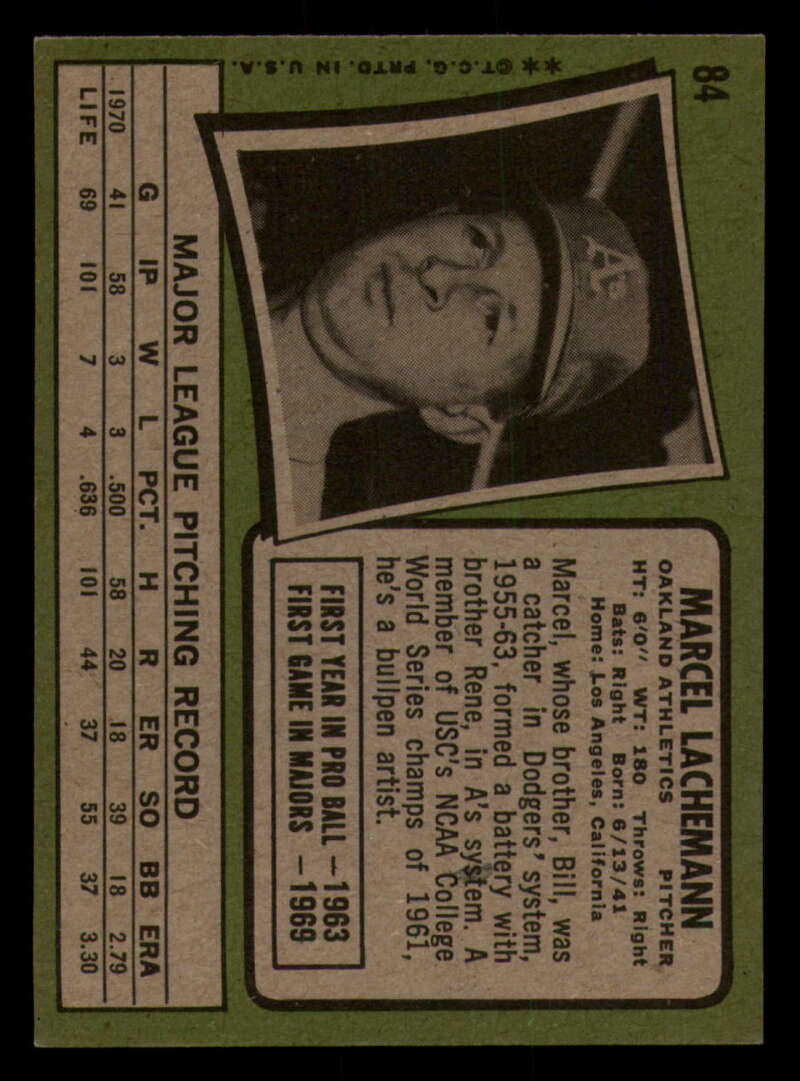 84
**©T.C.G. PRTD. IN U.S.A.
A's
MARCEL LACHEMANN
OAKLAND ATHLETICS PITCHER
HT: 6'0" WT: 180 Throws: Right
Bats: Right Born: 6/13/41
Home: Los Angeles, California
Marcel, whose brother, Bill, was
a catcher in Dodgers' system,
1955-63, formed a battery with
brother Rene, in A's system. A
member of USC's NCAA College
World Series champs of 1961,
he's a bullpen artist.
FIRST YEAR IN PRO BALL — 1963
FIRST GAME IN MAJORS — 1969
MAJOR LEAGUE PITCHING RECORD
G IP W L PCT. H R ER SO BB ERA
1970 41 58 3 3 .500 58 20 18 39 18 2.79
LIFE 69 101 7 4 .636 101 44 37 55 37 3.30